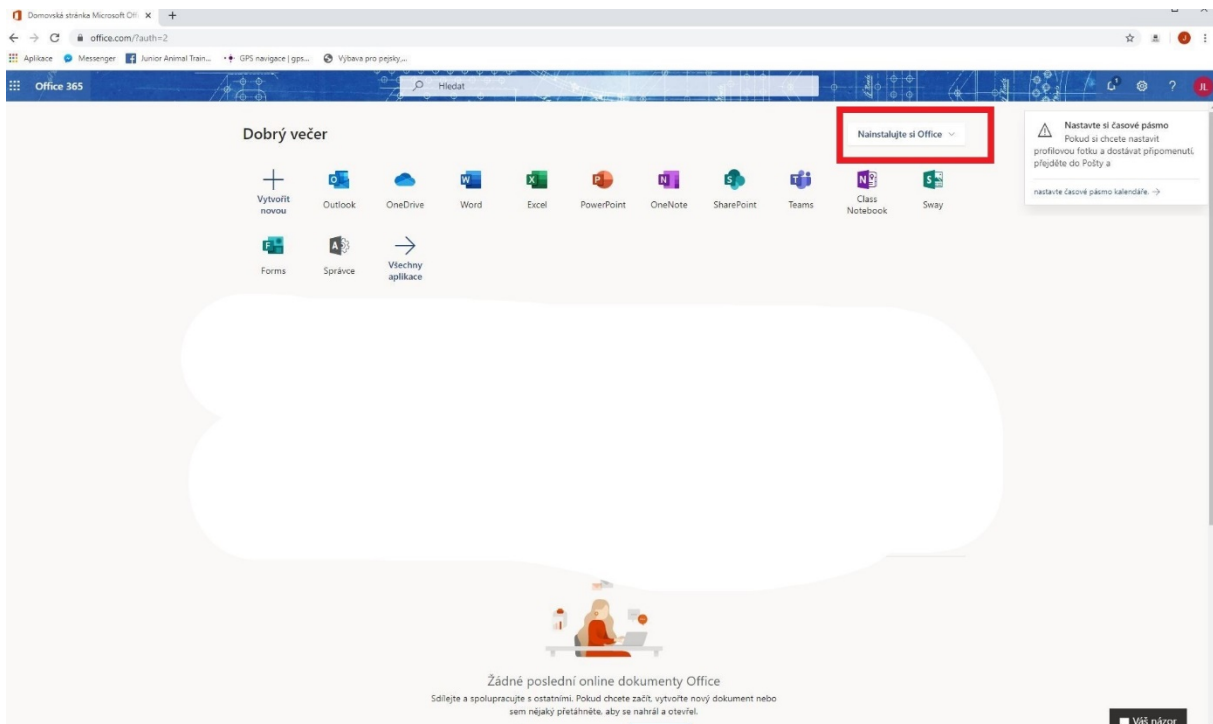 Domovská stránka Microsoft Off
office.com/?auth=2
Aplikace Messenger Junior Animal Train... GPS navigace | gps... Výbava pro pejsky,...
Office 365 Hledat ? JL
Dobrý večer
Nainstalujte si Office
Nastavte si časové pásmo
Pokud si chcete nastavit
profilovou fotku a dostávat připomenutí,
přejděte do Pošty a
nastavte časové pásmo kalendáře. →
Vytvořit
novou
Outlook
OneDrive
Word
Excel
PowerPoint
OneNote
SharePoint
Teams
Class
Notebook
Sway
Forms
Správce
Všechny
aplikace
Žádné poslední online dokumenty Office
Sdílejte a spolupracujte s ostatními. Pokud chcete začít, vytvořte nový dokument nebo
sem nějaký přetáhněte, aby se nahrál a otevřel.
Váš názor